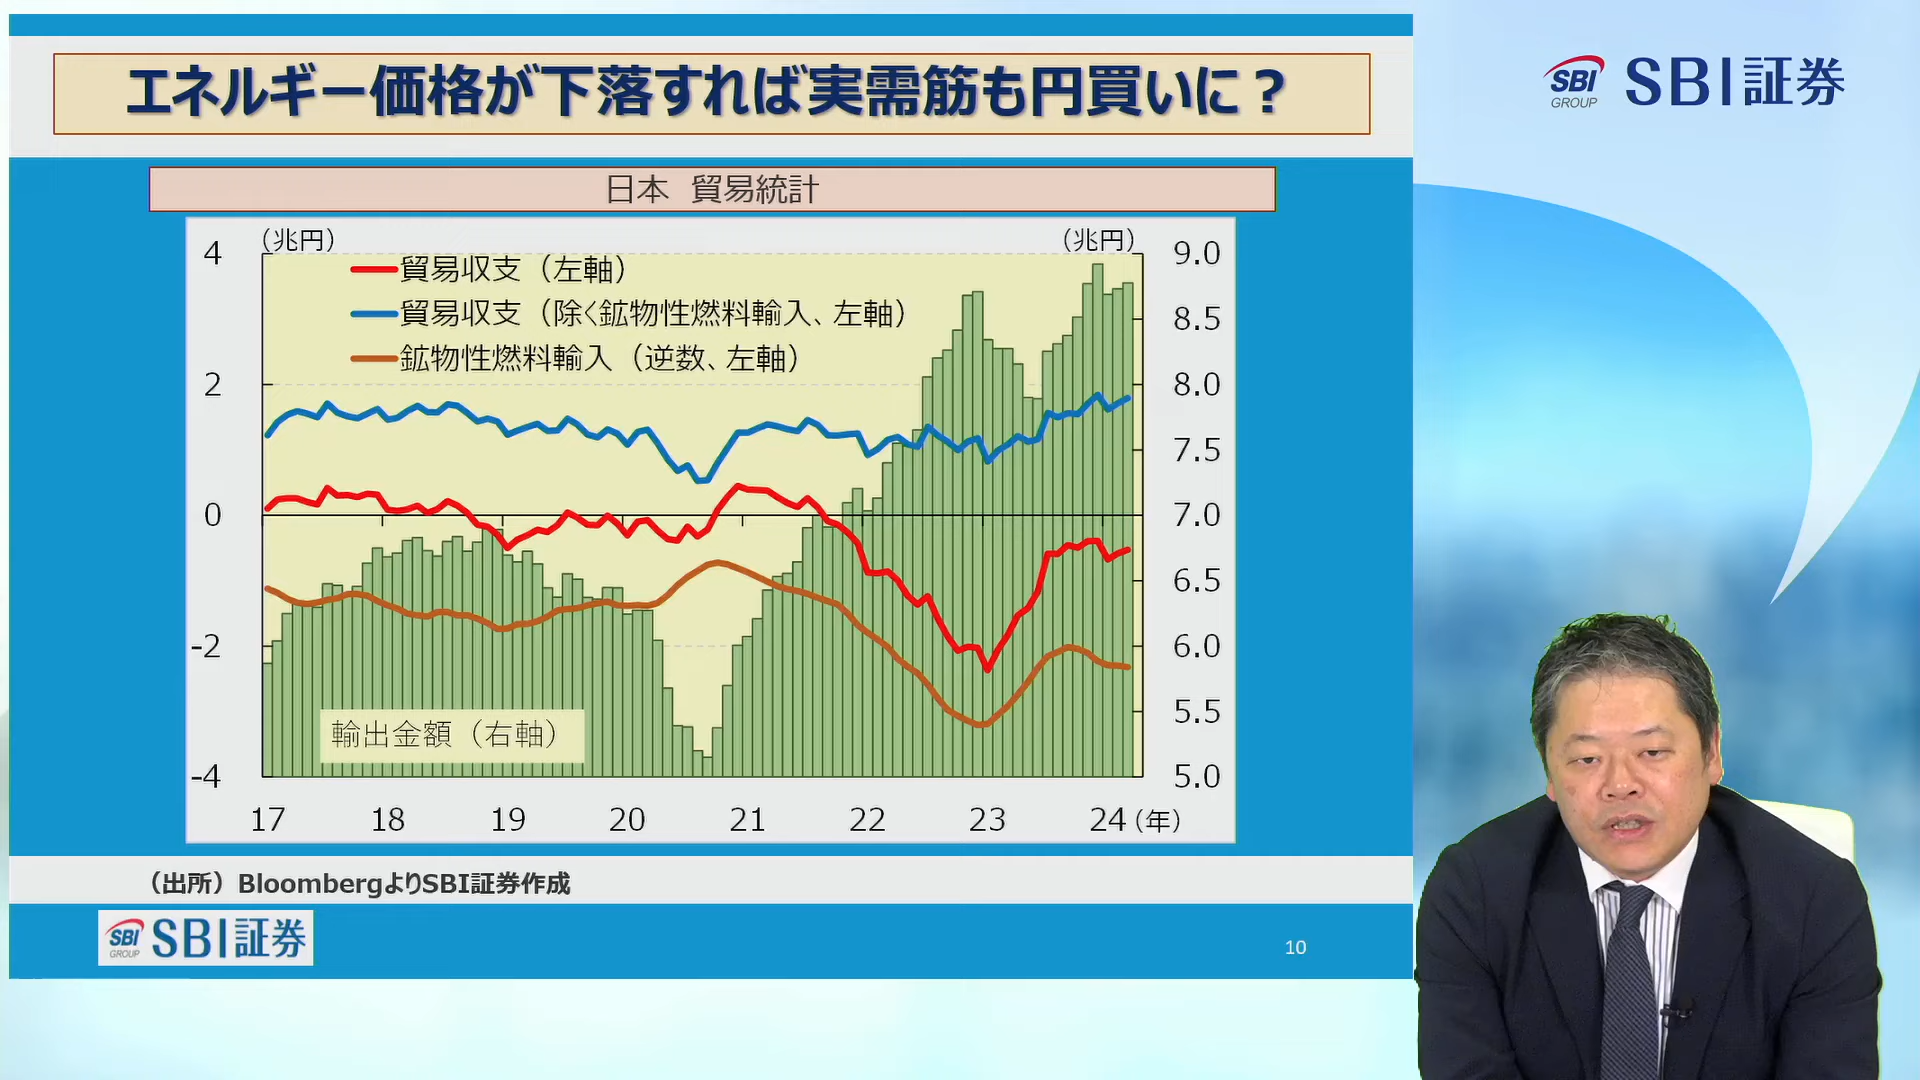 エネルギー価格が下落すれば実需筋も円買いに？
SBI
GROUP
SBI証券
日本 貿易統計
（兆円）
（兆円）
4
2
0
-2
-4
貿易収支（左軸）
貿易収支（除く鉱物性燃料輸入、左軸）
鉱物性燃料輸入（逆数、左軸）
輸出金額（右軸）
9.0
8.5
8.0
7.5
7.0
6.5
6.0
5.5
5.0
17 18 19 20 21 22 23 24（年）
（出所）BloombergよりSBI証券作成
SBI
GROUP
SBI証券
10